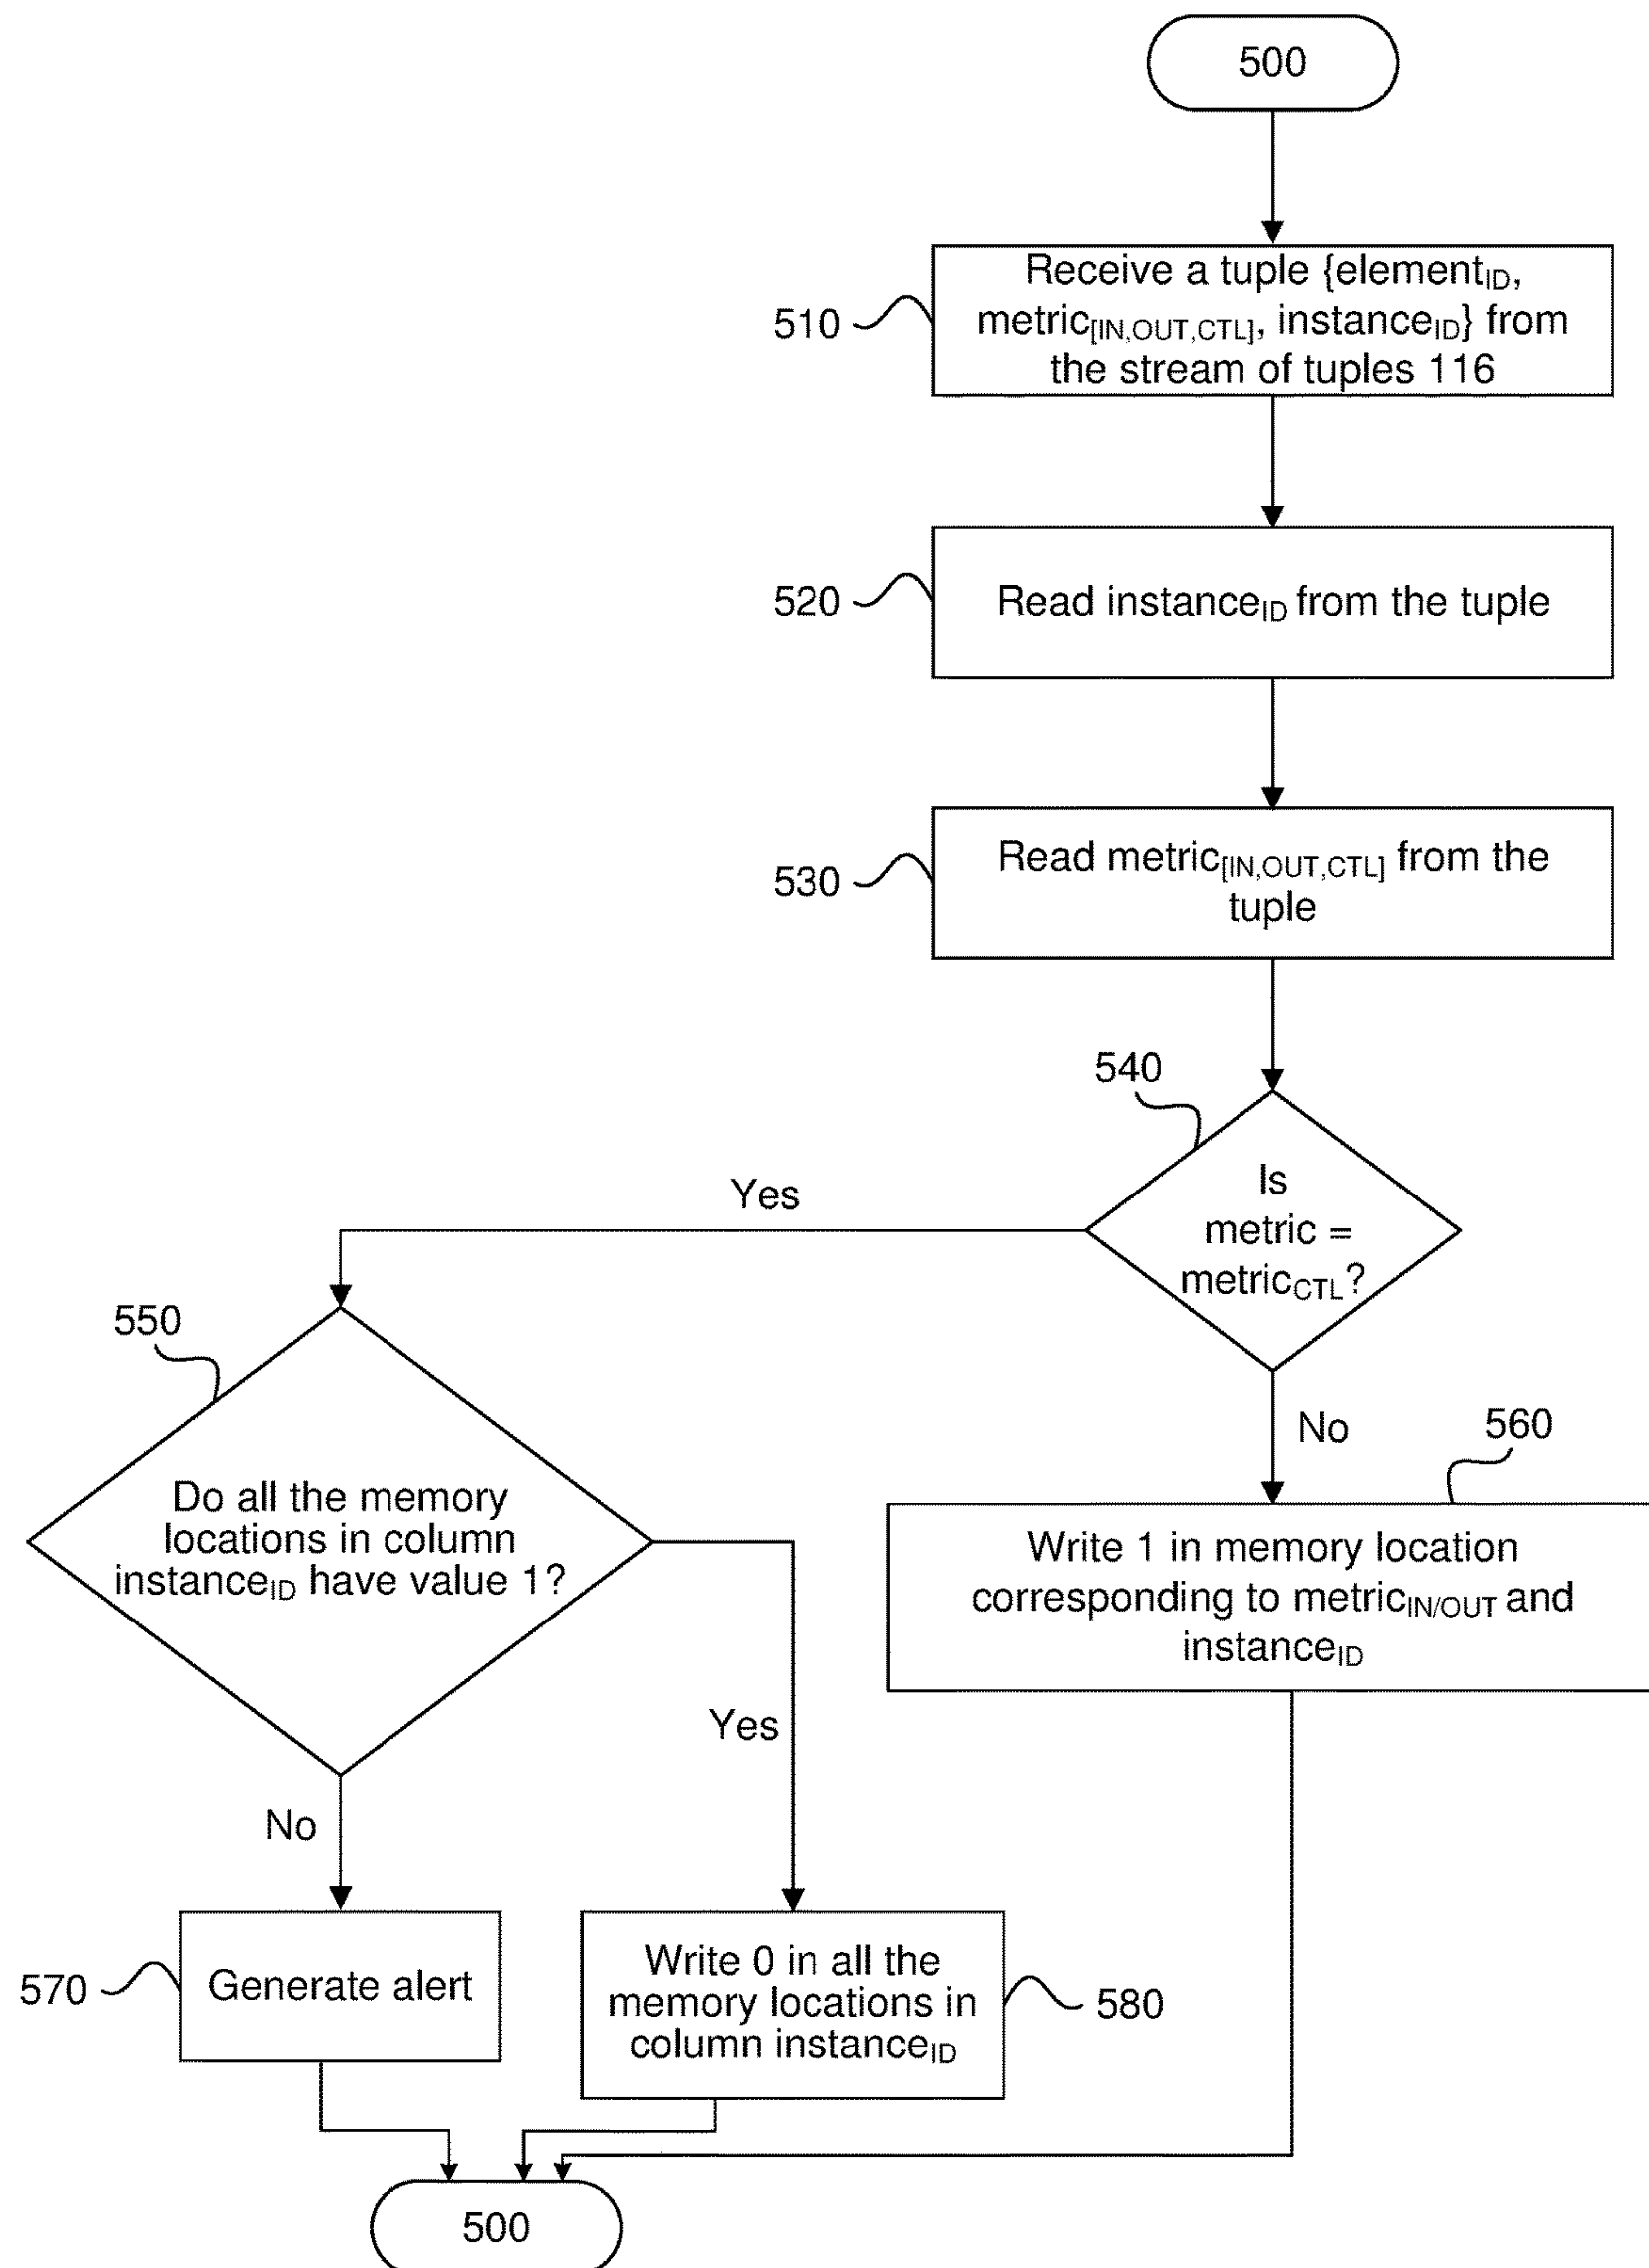 500
510
Receive a tuple {elementID,
metric[IN,OUT,CTL], instanceID} from
the stream of tuples 116
520
Read instanceID from the tuple
530
Read metric[IN,OUT,CTL] from the
tuple
540
Is
metric =
metricCTL?
Yes
No
550
Do all the memory
locations in column
instanceID have value 1?
560
Write 1 in memory location
corresponding to metricIN/OUT and
instanceID
Yes
No
570
Generate alert
Write 0 in all the
memory locations in
column instanceID
580
500